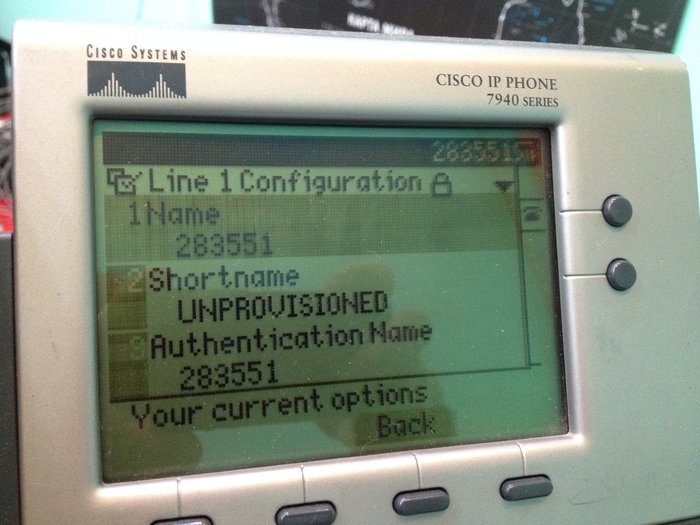 CISCO SYSTEMS
CISCO IP PHONE
7940 SERIES
283551
Line 1 Configuration
1 Name
283551
2 Shortname
UNPROVISIONED
3 Authentication Name
283551
Your current options
Back